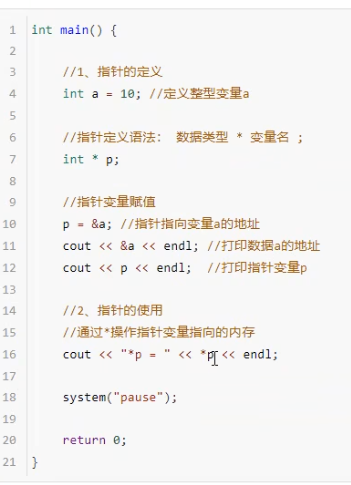 1 int main() {
2
3 //1、指针的定义
4 int a = 10; //定义整型变量a
5
6 //指针定义语法： 数据类型 * 变量名 ;
7 int * p;
8
9 //指针变量赋值
10 p = &a; //指针指向变量a的地址
11 cout << &a << endl; //打印数据a的地址
12 cout << p << endl; //打印指针变量p
13
14 //2、指针的使用
15 //通过*操作指针变量指向的内存
16 cout << "*p = " << *p << endl;
17
18 system("pause");
19
20 return 0;
21 }